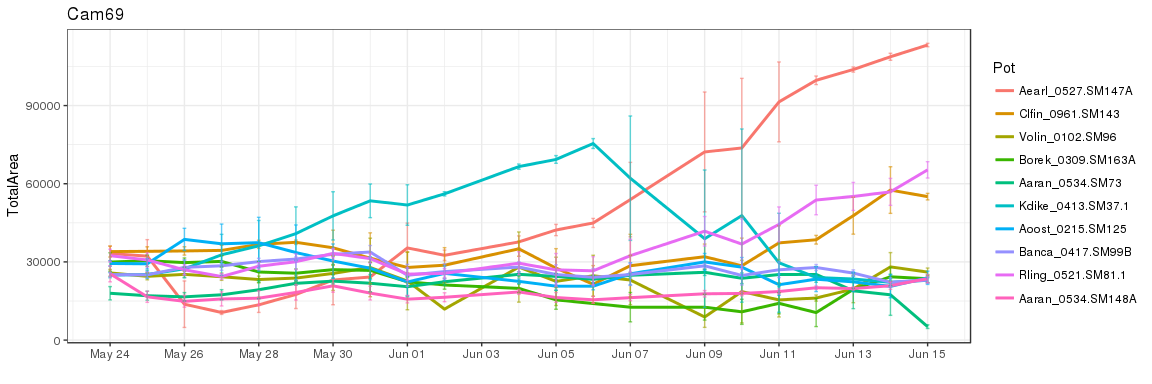 Cam69
TotalArea
90000
60000
30000
0
May 24 May 26 May 28 May 30 Jun 01 Jun 03 Jun 05 Jun 07 Jun 09 Jun 11 Jun 13 Jun 15
Pot
Aearl_0527.SM147A
Clfin_0961.SM143
Volin_0102.SM96
Borek_0309.SM163A
Aaran_0534.SM73
Kdike_0413.SM37.1
Aoost_0215.SM125
Banca_0417.SM99B
Rling_0521.SM81.1
Aaran_0534.SM148A